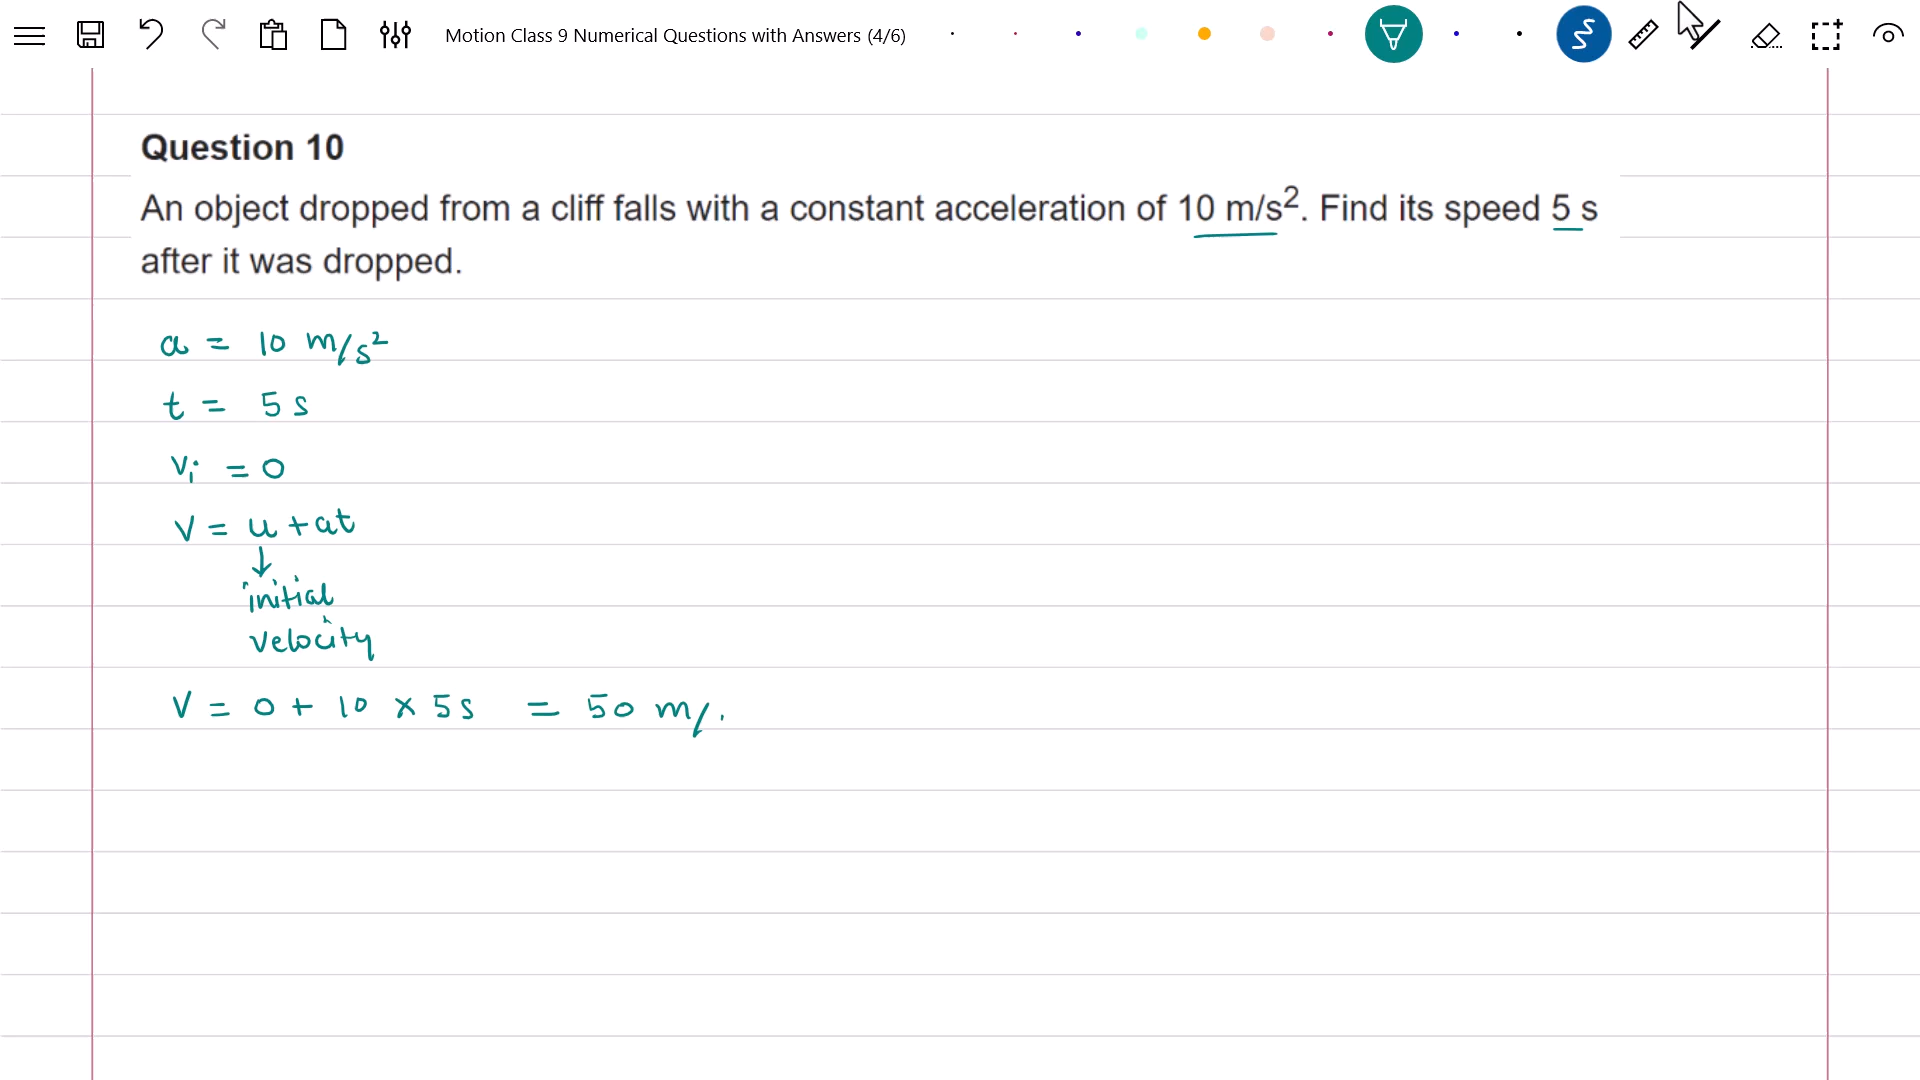 Motion Class 9 Numerical Questions with Answers (4/6)
Question 10
An object dropped from a cliff falls with a constant acceleration of 10 m/s². Find its speed 5 s
after it was dropped.
a = 10 m/s²
t = 5 s
vᵢ = 0
v = u + at
↓
initial
velocity
v = 0 + 10 × 5 s = 50 m/.